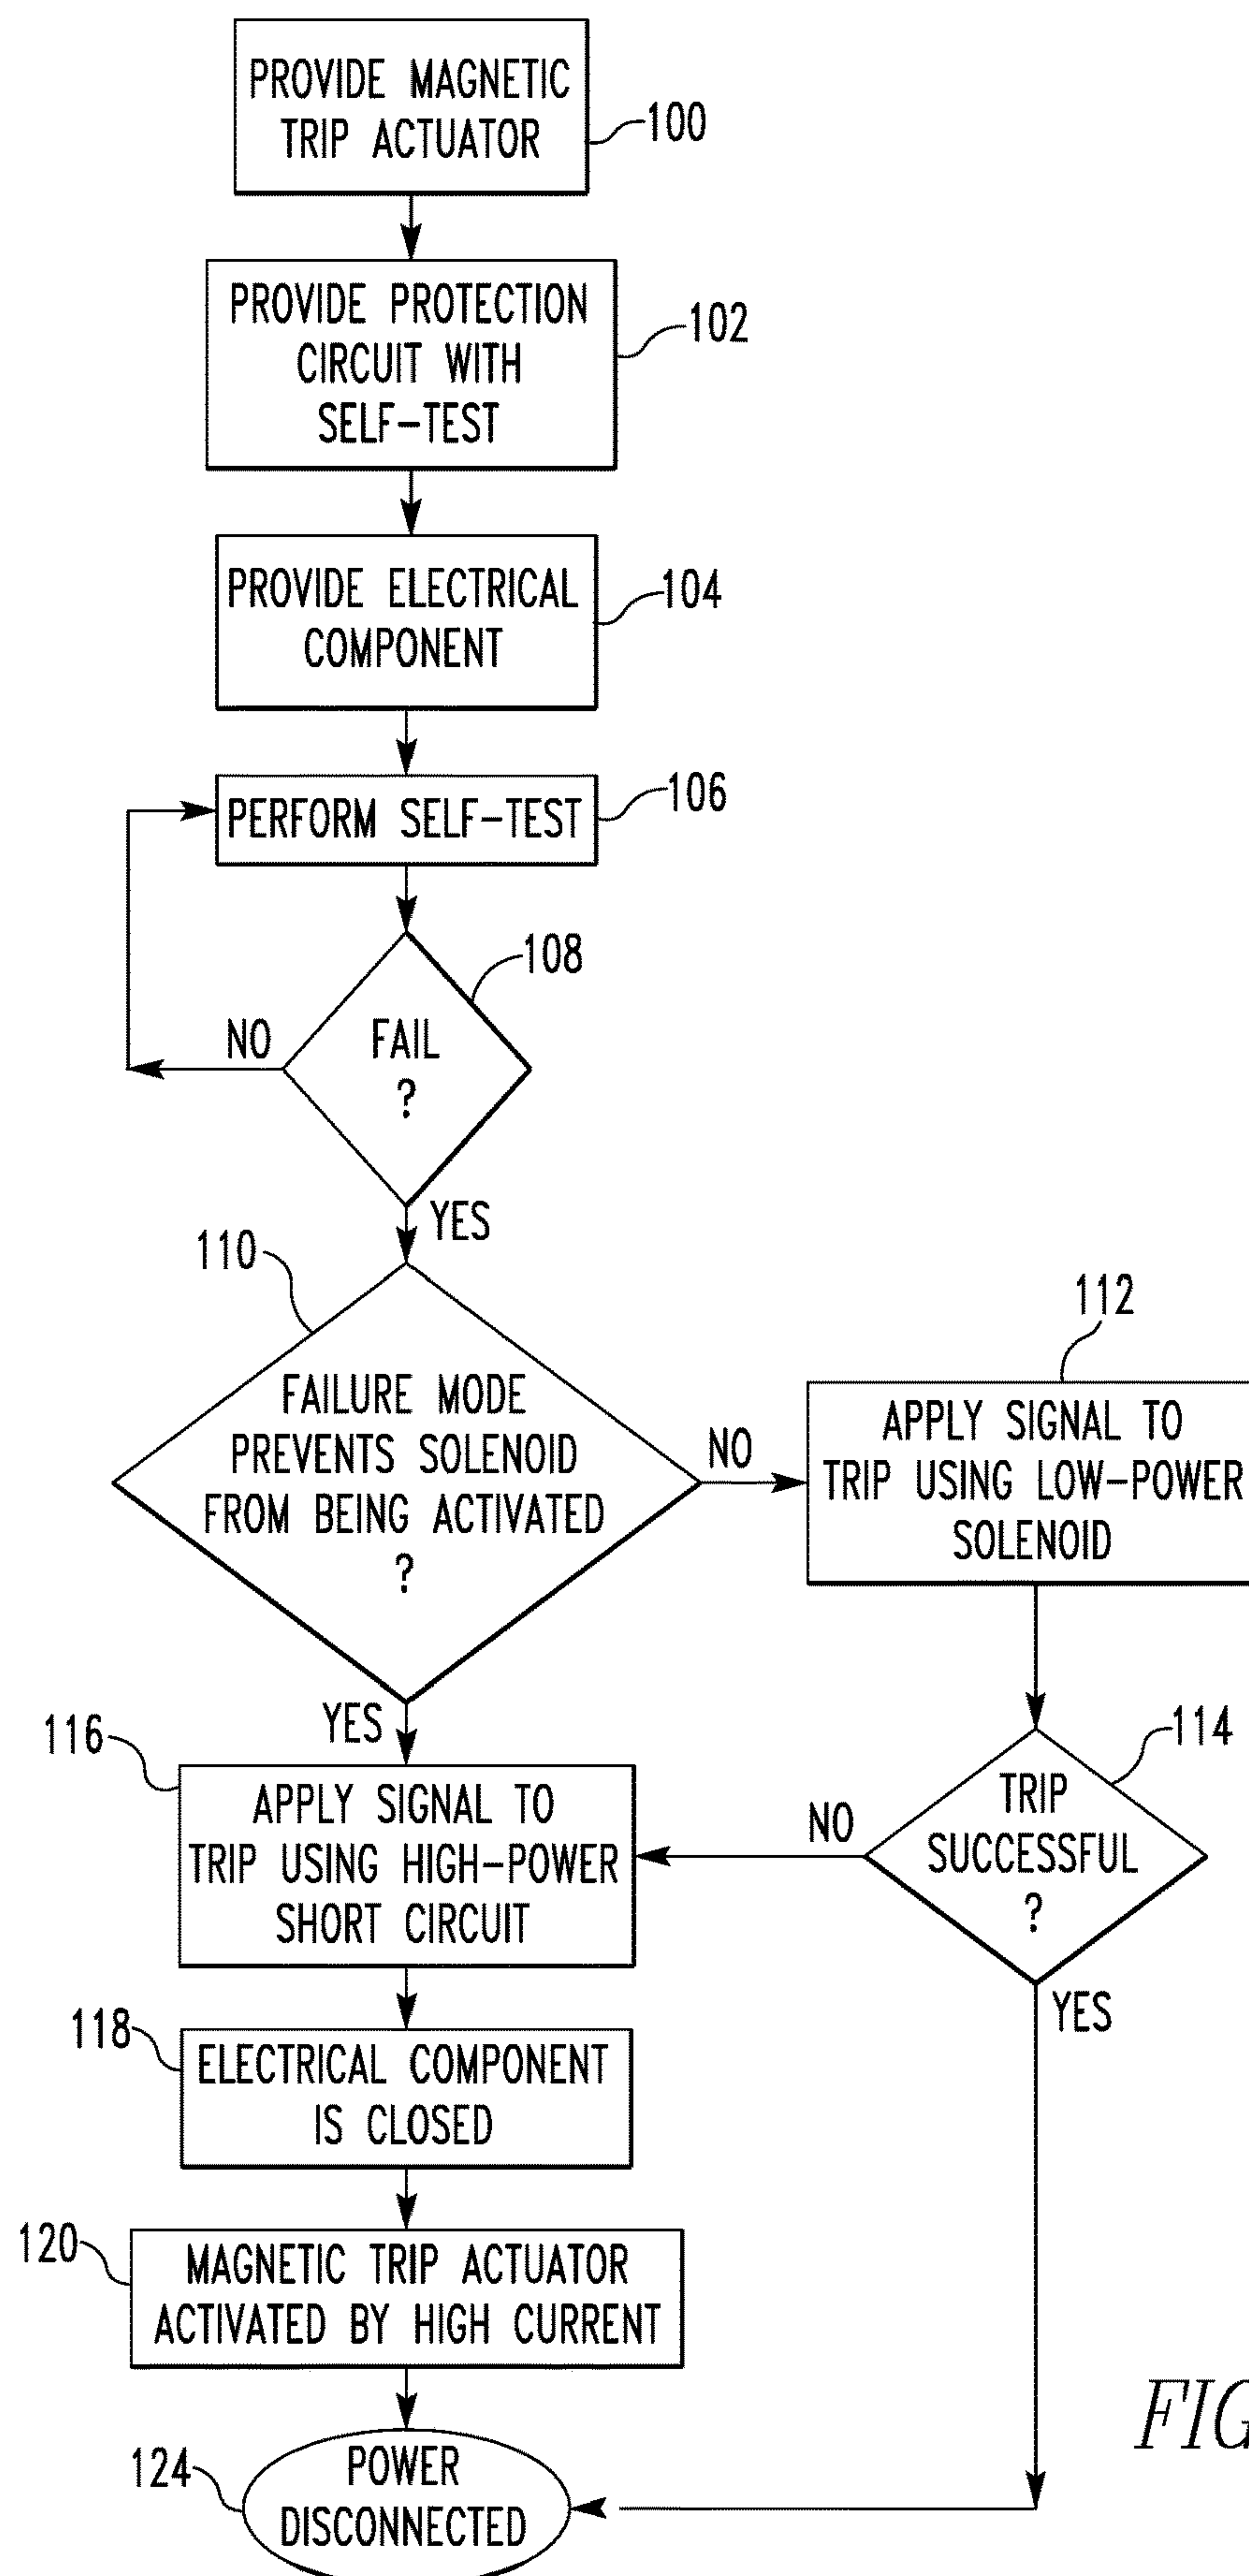 PROVIDE MAGNETIC
TRIP ACTUATOR
100
PROVIDE PROTECTION
CIRCUIT WITH
SELF-TEST
102
PROVIDE ELECTRICAL
COMPONENT
104
PERFORM SELF-TEST
106
108
NO
FAIL
?
YES
110
FAILURE MODE
PREVENTS SOLENOID
FROM BEING ACTIVATED
?
NO
112
APPLY SIGNAL TO
TRIP USING LOW-POWER
SOLENOID
YES
114
TRIP
SUCCESSFUL
?
NO
YES
116
APPLY SIGNAL TO
TRIP USING HIGH-POWER
SHORT CIRCUIT
118
ELECTRICAL COMPONENT
IS CLOSED
120
MAGNETIC TRIP ACTUATOR
ACTIVATED BY HIGH CURRENT
124
POWER
DISCONNECTED
FIG